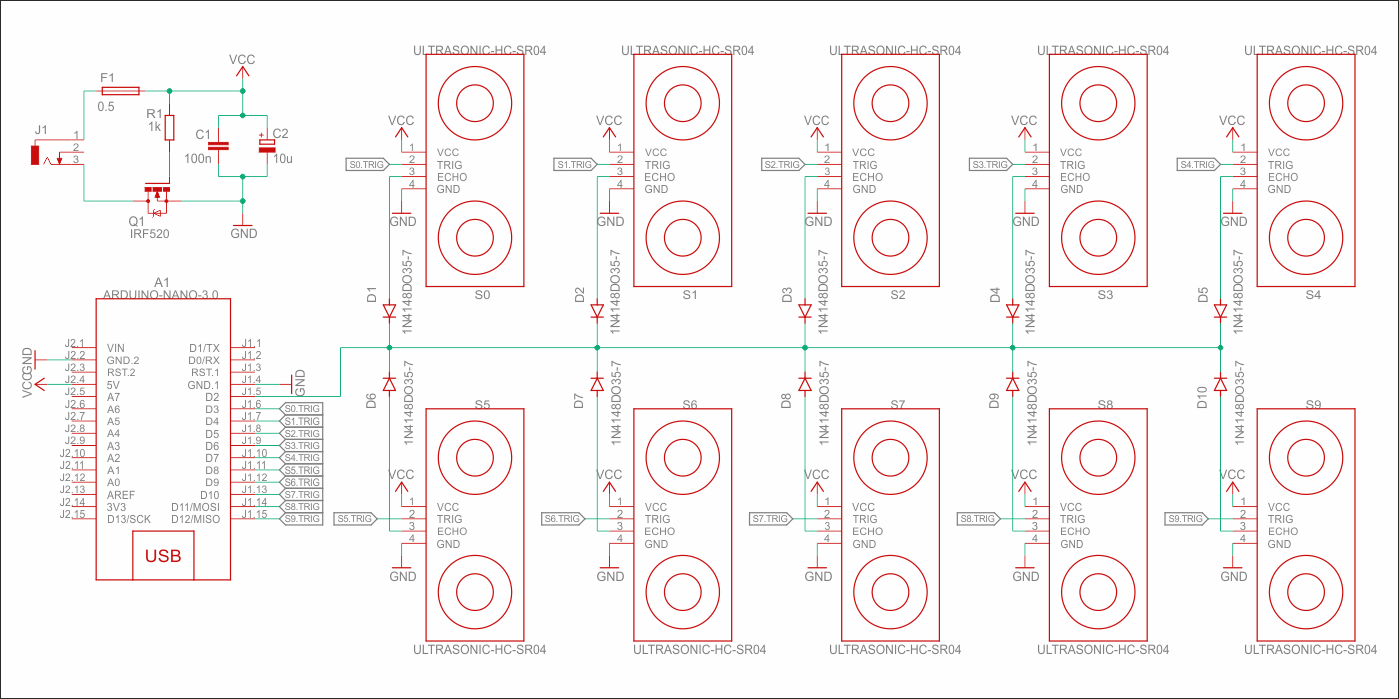 ULTRASONIC-HC-SR04
ULTRASONIC-HC-SR04
ULTRASONIC-HC-SR04
ULTRASONIC-HC-SR04
ULTRASONIC-HC-SR04
VCC
F1
0.5
R1
1k
C1
100n
C2
+
10u
J1
1
2
3
Q1
IRF520
GND
VCC
1
2
3
4
VCC
TRIG
ECHO
GND
S0.TRIG
GND
S0
VCC
1
2
3
4
VCC
TRIG
ECHO
GND
S1.TRIG
GND
S1
VCC
1
2
3
4
VCC
TRIG
ECHO
GND
S2.TRIG
GND
S2
VCC
1
2
3
4
VCC
TRIG
ECHO
GND
S3.TRIG
GND
S3
VCC
1
2
3
4
VCC
TRIG
ECHO
GND
S4.TRIG
GND
S4
D1
1N4148DO35-7
D2
1N4148DO35-7
D3
1N4148DO35-7
D4
1N4148DO35-7
D5
1N4148DO35-7
A1
ARDUINO-NANO-3.0
GND
VCC
GND
J2.1 VIN D1/TX J1.1
J2.2 GND.2 D0/RX J1.2
J2.3 RST.2 RST.1 J1.3
J2.4 5V GND.1 J1.4
J2.5 A7 D2 J1.5
J2.6 A6 D3 J1.6 S0.TRIG
J2.7 A5 D4 J1.7 S1.TRIG
J2.8 A4 D5 J1.8 S2.TRIG
J2.9 A3 D6 J1.9 S3.TRIG
J2.10 A2 D7 J1.10 S4.TRIG
J2.11 A1 D8 J1.11 S5.TRIG
J2.12 A0 D9 J1.12 S6.TRIG
J2.13 AREF D10 J1.13 S7.TRIG
J2.14 3V3 D11/MOSI J1.14 S8.TRIG
J2.15 D13/SCK D12/MISO J1.15 S9.TRIG
USB
D6
1N4148DO35-7
D7
1N4148DO35-7
D8
1N4148DO35-7
D9
1N4148DO35-7
D10
1N4148DO35-7
S5
VCC
1
2
3
4
VCC
TRIG
ECHO
GND
S5.TRIG
GND
S6
VCC
1
2
3
4
VCC
TRIG
ECHO
GND
S6.TRIG
GND
S7
VCC
1
2
3
4
VCC
TRIG
ECHO
GND
S7.TRIG
GND
S8
VCC
1
2
3
4
VCC
TRIG
ECHO
GND
S8.TRIG
GND
S9
VCC
1
2
3
4
VCC
TRIG
ECHO
GND
S9.TRIG
GND
ULTRASONIC-HC-SR04
ULTRASONIC-HC-SR04
ULTRASONIC-HC-SR04
ULTRASONIC-HC-SR04
ULTRASONIC-HC-SR04